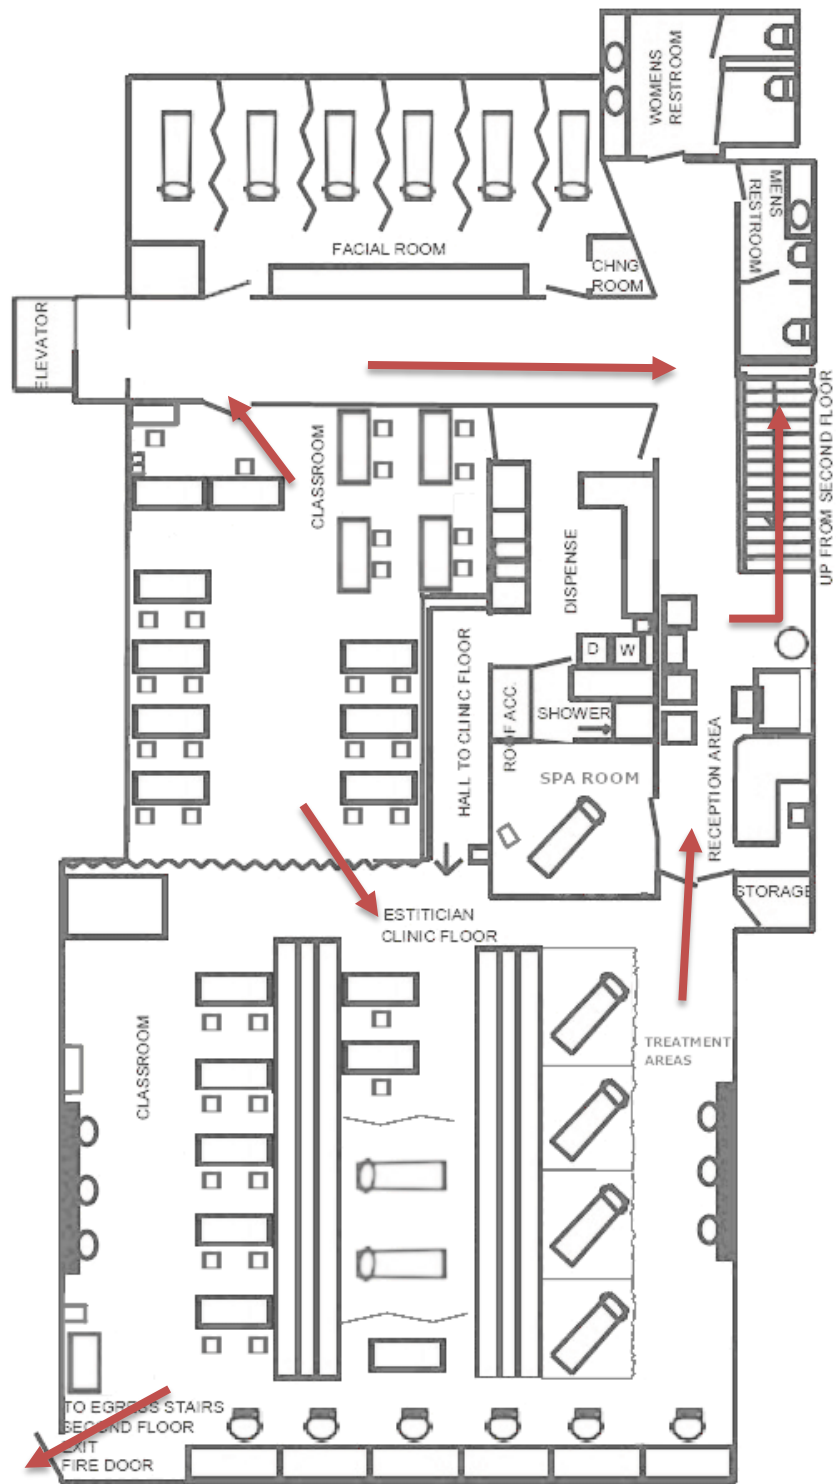 WOMENS
RESTROOM
MENS
RESTROOM
FACIAL ROOM
CHNG
ROOM
ELEVATOR
CLASSROOM
UP FROM SECOND FLOOR
DISPENSE
D
W
HALL TO CLINIC FLOOR
ROOF ACC.
SHOWER
SPA ROOM
RECEPTION AREA
STORAGE
ESTITICIAN
CLINIC FLOOR
TREATMENT
AREAS
CLASSROOM
TO EGRESS STAIRS
SECOND FLOOR
EXIT
FIRE DOOR